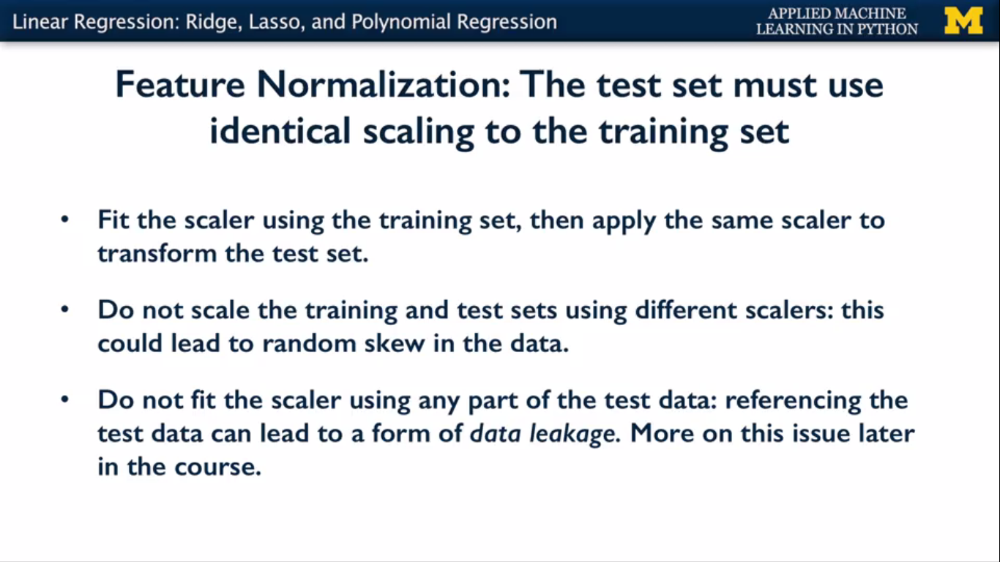 Linear Regression: Ridge, Lasso, and Polynomial Regression
APPLIED MACHINE
LEARNING IN PYTHON
M
Feature Normalization: The test set must use
identical scaling to the training set
• Fit the scaler using the training set, then apply the same scaler to
transform the test set.
• Do not scale the training and test sets using different scalers: this
could lead to random skew in the data.
• Do not fit the scaler using any part of the test data: referencing the
test data can lead to a form of data leakage. More on this issue later
in the course.